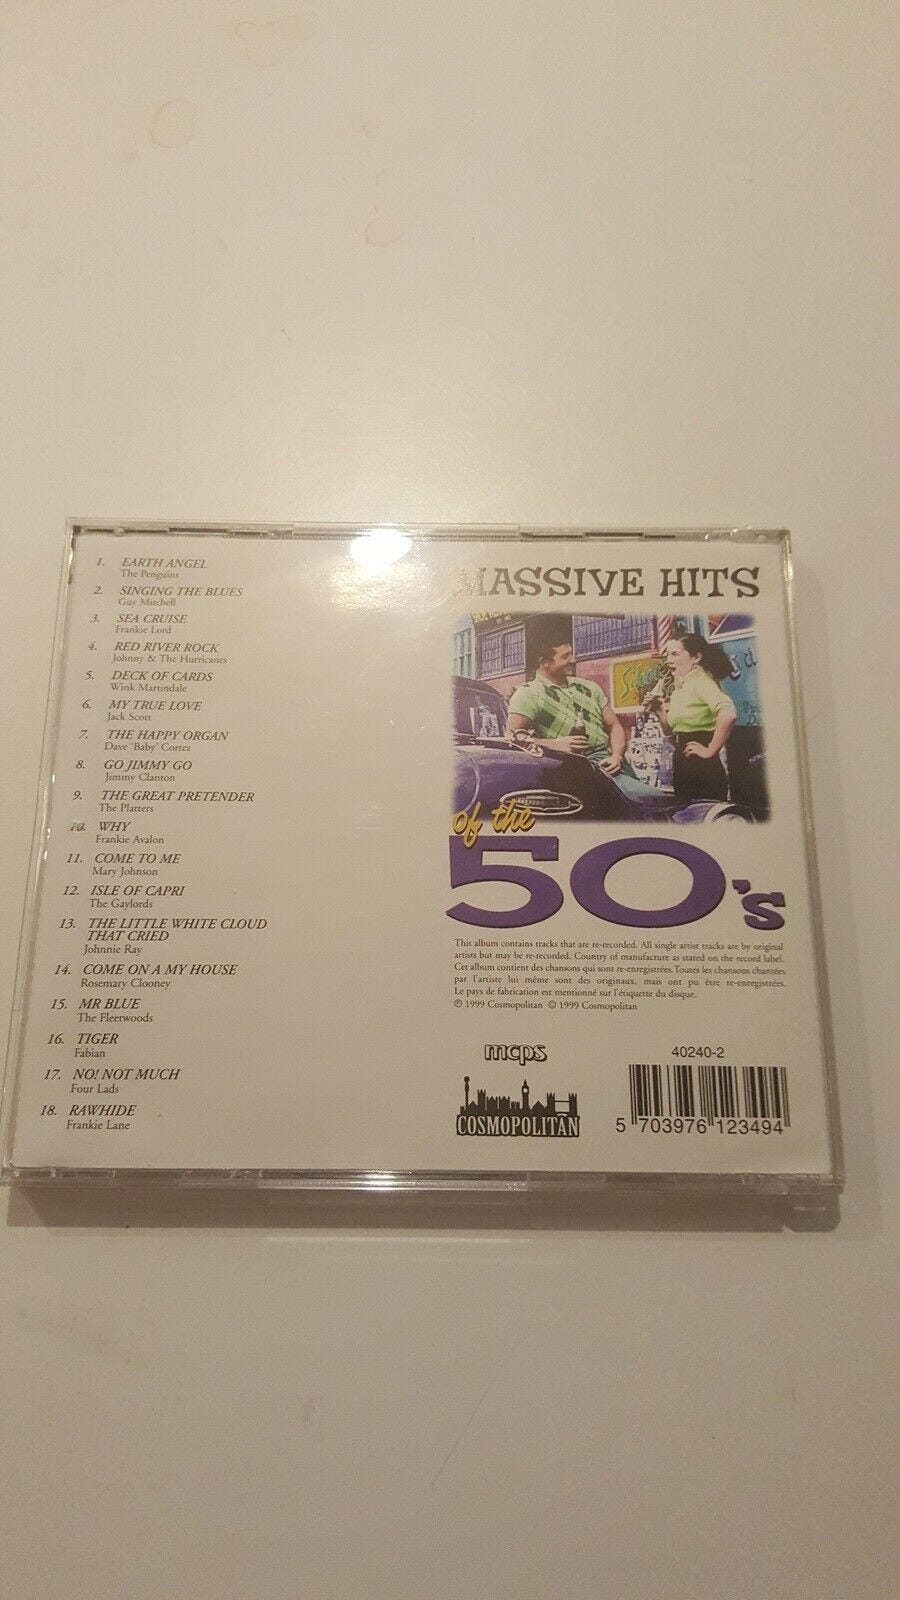 1. EARTH ANGEL
The Penguins
2. SINGING THE BLUES
Guy Mitchell
3. SEA CRUISE
Frankie Lord
4. RED RIVER ROCK
Johnny & The Hurricanes
5. DECK OF CARDS
Wink Martindale
6. MY TRUE LOVE
Jack Scott
7. THE HAPPY ORGAN
Dave 'Baby' Cortez
8. GO JIMMY GO
Jimmy Clanton
9. THE GREAT PRETENDER
The Platters
10. WHY
Frankie Avalon
11. COME TO ME
Mary Johnson
12. ISLE OF CAPRI
The Gaylords
13. THE LITTLE WHITE CLOUD
THAT CRIED
Johnnie Ray
14. COME ON A MY HOUSE
Rosemary Clooney
15. MR BLUE
The Fleetwoods
16. TIGER
Fabian
17. NO! NOT MUCH
Four Lads
18. RAWHIDE
Frankie Lane
MASSIVE HITS
of the
50's
This album contains tracks that are re-recorded. All single artist tracks are by original
artists but may be re-recorded. Country of manufacture as stated on the record label.
Cet album contient des chansons qui sont re-enregistrées. Toutes les chansons chantées
par l'artiste lui même sont des originaux, mais ont pu être re-enregistrées.
Le pays de fabrication est mentionné sur l'étiquette du disque.
℗ 1999 Cosmopolitan © 1999 Cosmopolitan
mcps
40240-2
COSMOPOLITAN
5 703976 123494